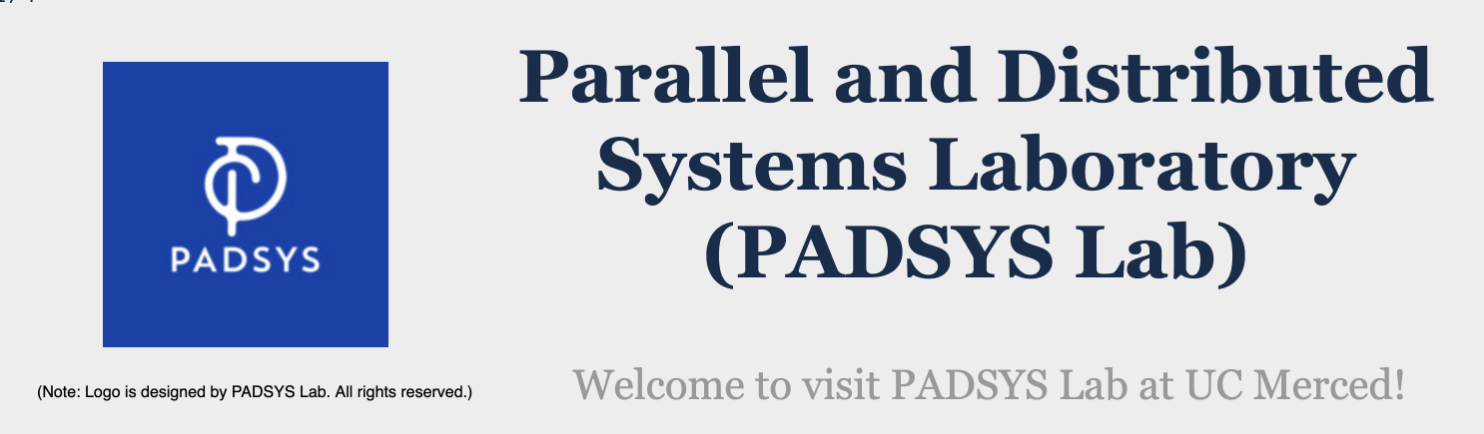 PADSYS
(Note: Logo is designed by PADSYS Lab. All rights reserved.)
Parallel and Distributed
Systems Laboratory
(PADSYS Lab)
Welcome to visit PADSYS Lab at UC Merced!